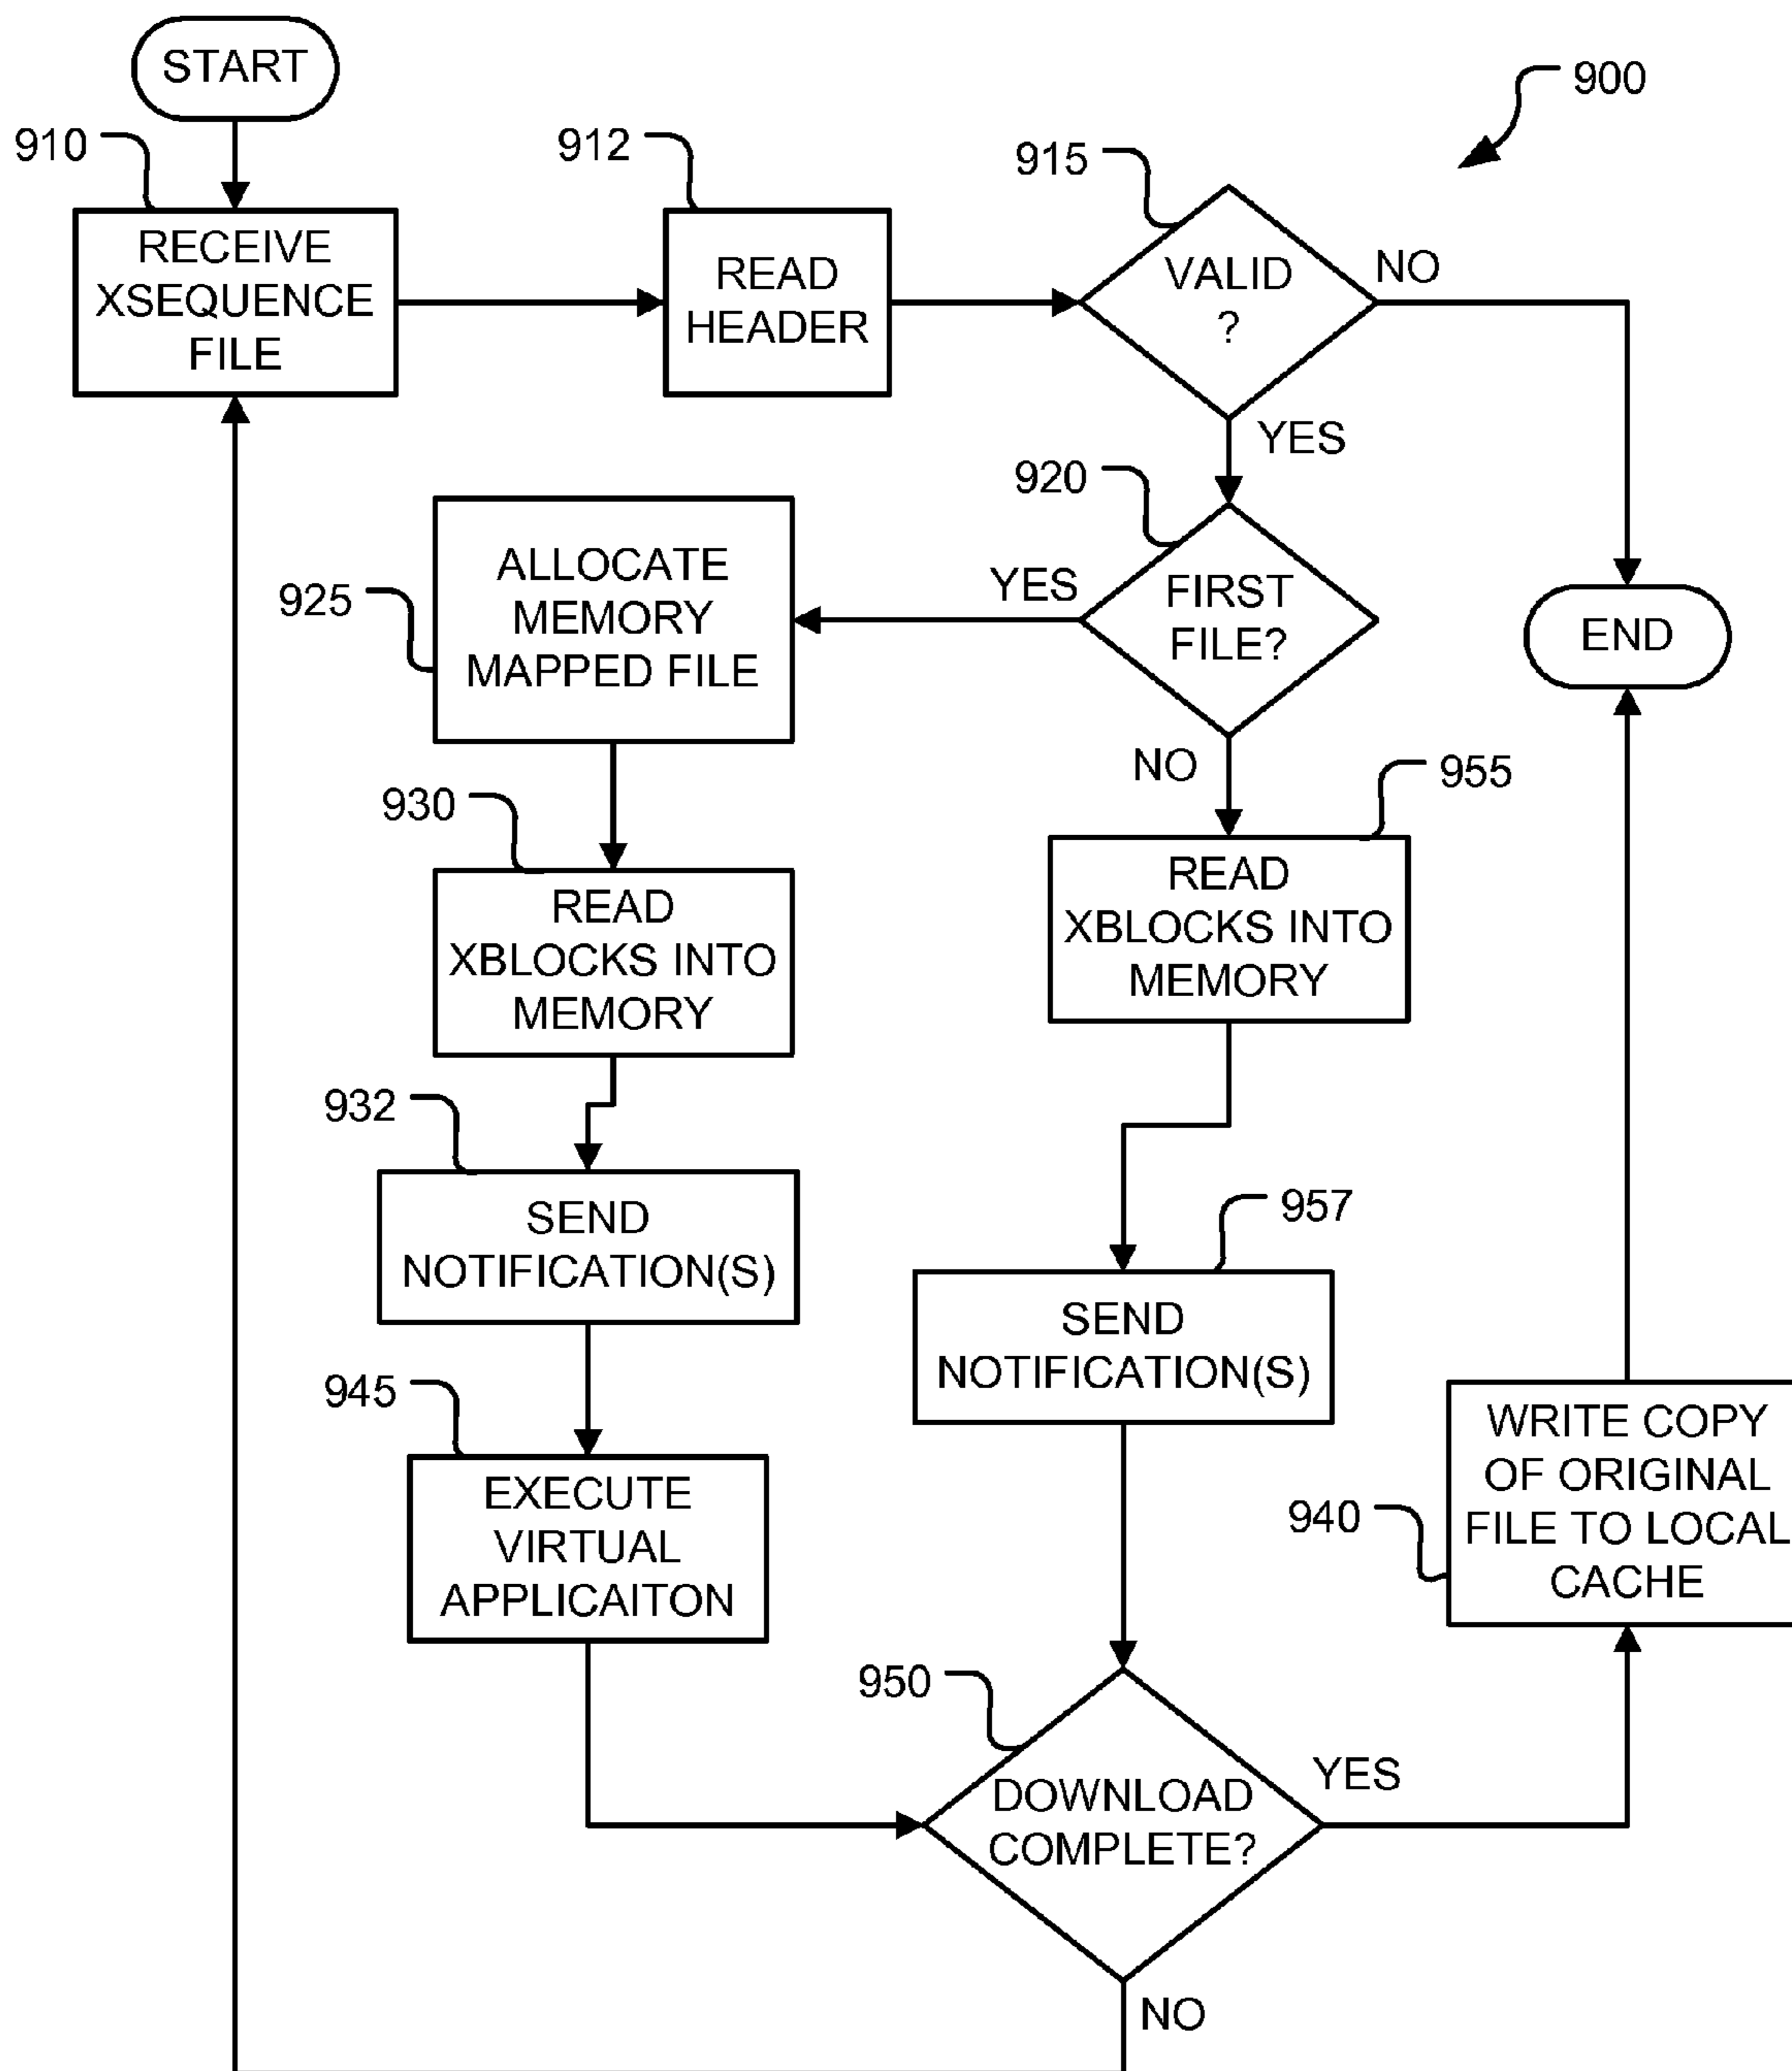 START
900
910
912
915
RECEIVE
XSEQUENCE
FILE
READ
HEADER
VALID
?
NO
YES
920
ALLOCATE
MEMORY
MAPPED FILE
925
YES
FIRST
FILE?
END
NO
955
930
READ
XBLOCKS INTO
MEMORY
READ
XBLOCKS INTO
MEMORY
932
SEND
NOTIFICATION(S)
957
SEND
NOTIFICATION(S)
945
EXECUTE
VIRTUAL
APPLICAITON
WRITE COPY
OF ORIGINAL
FILE TO LOCAL
CACHE
940
950
DOWNLOAD
COMPLETE?
YES
NO